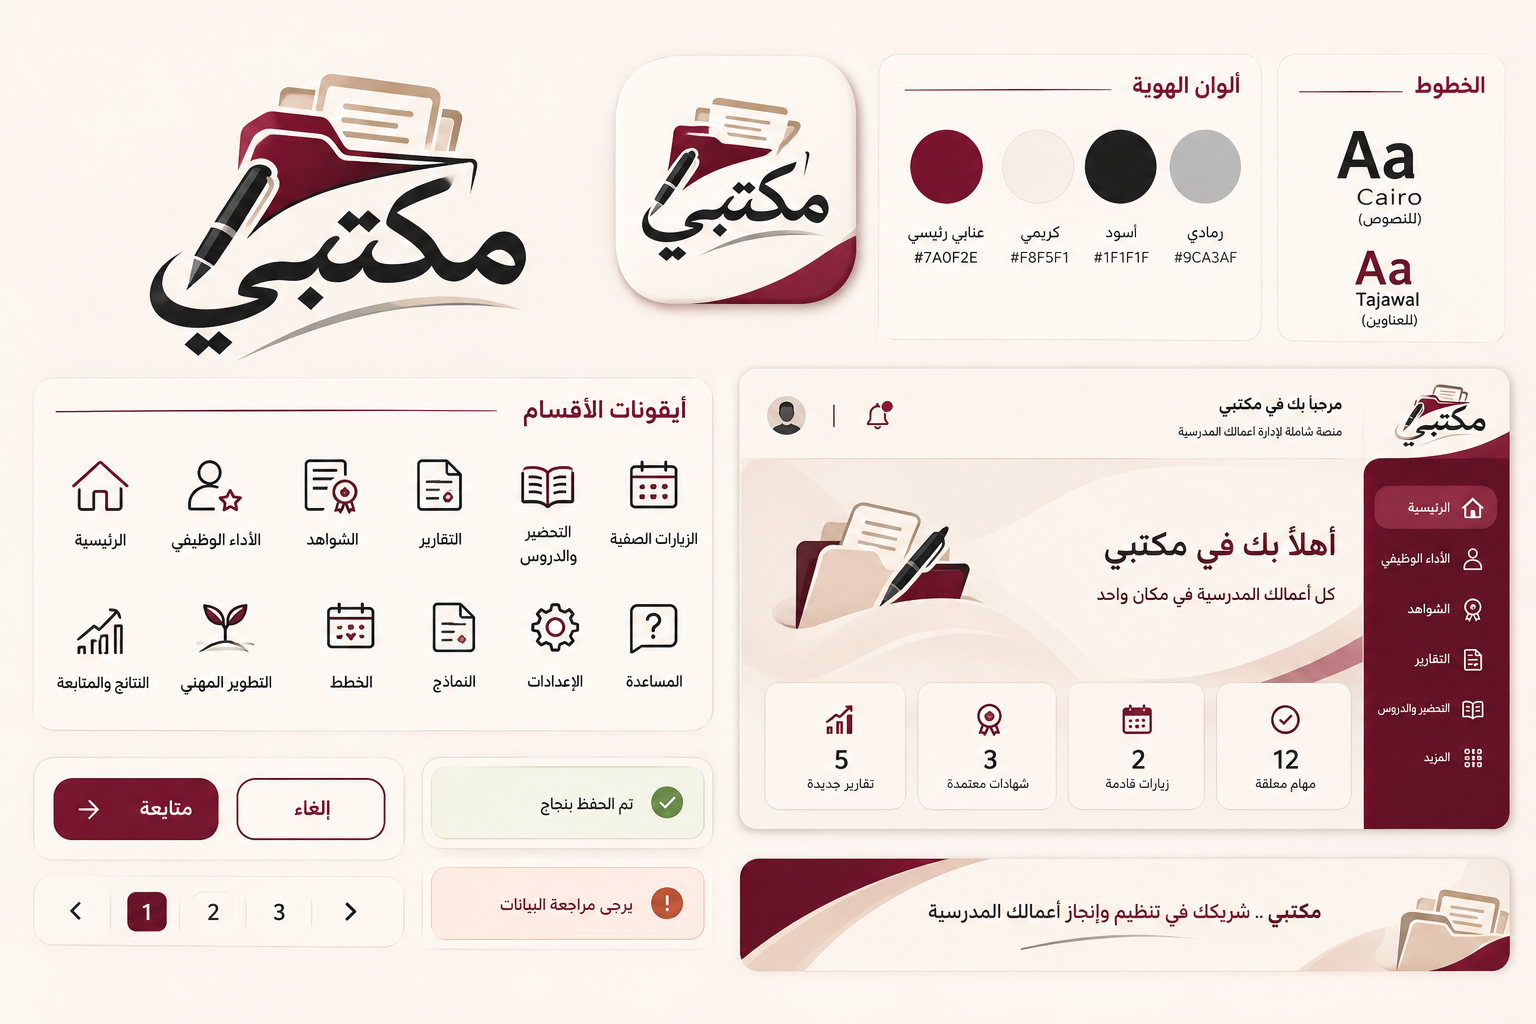 مكتبي
مكتبي
ألوان الهوية
عنابي رئيسي
#7A0F2E
كريمي
#F8F5F1
أسود
#1F1F1F
رمادي
#9CA3AF
الخطوط
Aa
Cairo
(للنصوص)
Aa
Tajawal
(للعناوين)
أيقونات الأقسام
الزيارات الصفية
التحضير
والدروس
التقارير
الشواهد
الأداء الوظيفي
الرئيسية
المساعدة
الإعدادات
النماذج
الخطط
التطوير المهني
النتائج والمتابعة
مكتبي
مرحبأ بك في مكتبي
منصة شاملة لإدارة أعمالك المدرسية
الرئيسية
الأداء الوظيفي
الشواهد
التقارير
التحضير والدروس
المزيد
أهلاً بك في مكتبي
كل أعمالك المدرسية في مكان واحد
12
مهام معلقة
2
زيارات قادمة
3
شهادات معتمدة
5
تقارير جديدة
إلغاء
متابعة
تم الحفظ بنجاج
يرجى مراجعة البيانات
1 2 3
مكتبي .. شريكك في تنظيم وإنجاز أعمالك المدرسية